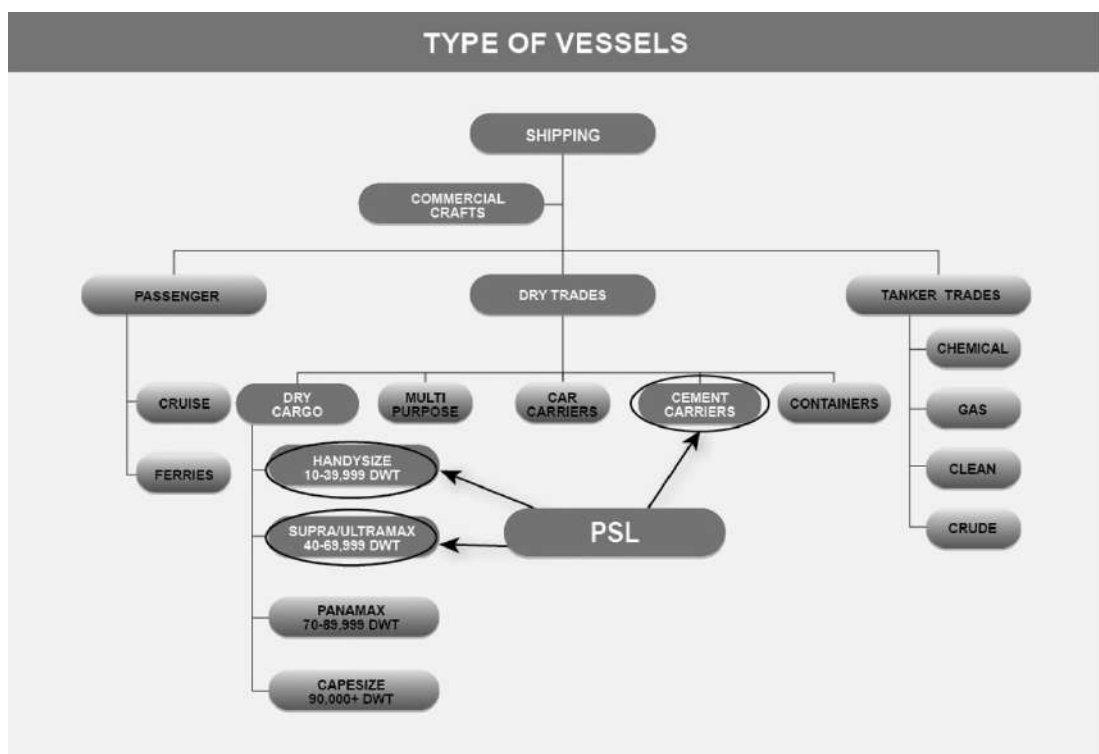 TYPE OF VESSELS
SHIPPING
COMMERCIAL
CRAFTS
PASSENGER
DRY TRADES
TANKER TRADES
CRUISE
FERRIES
DRY
CARGO
MULTI
PURPOSE
CAR
CARRIERS
CEMENT
CARRIERS
CONTAINERS
CHEMICAL
GAS
CLEAN
CRUDE
HANDYSIZE
10-39,999 DWT
SUPRA/ULTRAMAX
40-69,999 DWT
PANAMAX
70-89,999 DWT
CAPESIZE
90,000+ DWT
PSL